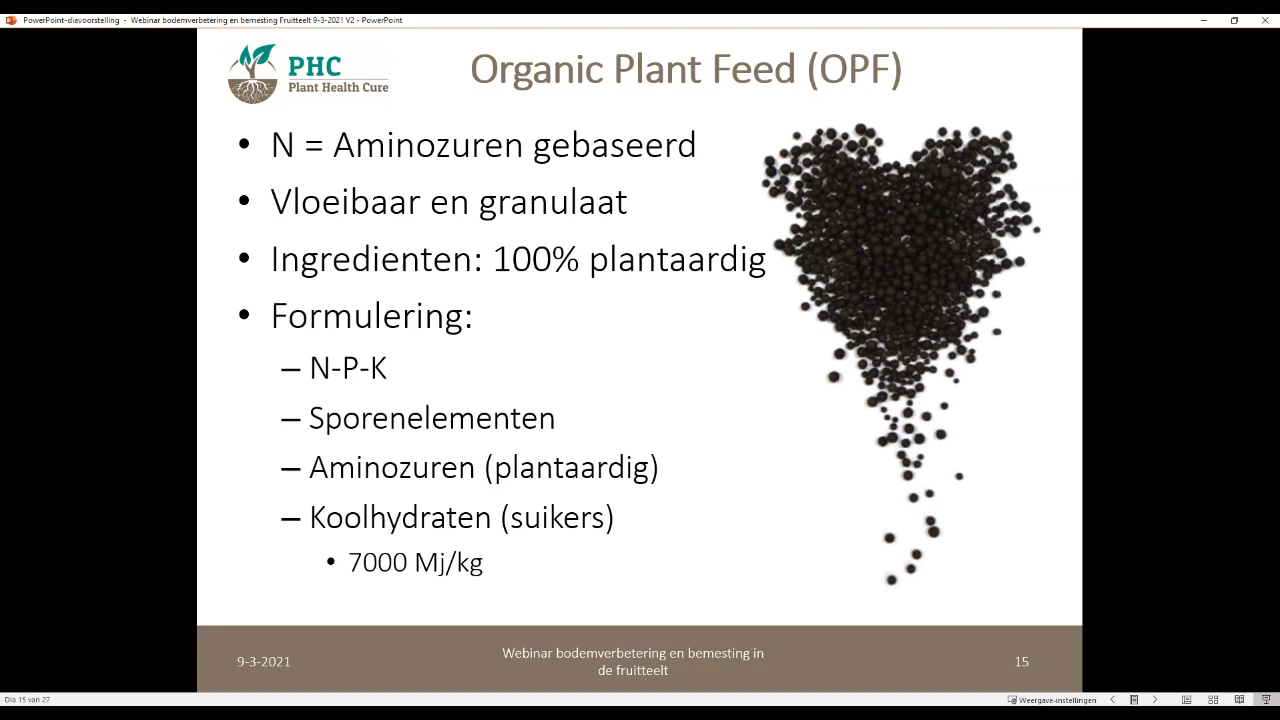 PowerPoint-diavoorstelling - Webinar bodemverbetering en bemesting Fruitteelt 9-3-2021 V2 - PowerPoint
PHC
Plant Health Cure
Organic Plant Feed (OPF)
• N = Aminozuren gebaseerd
• Vloeibaar en granulaat
• Ingredienten: 100% plantaardig
• Formulering:
– N-P-K
– Sporenelementen
– Aminozuren (plantaardig)
– Koolhydraten (suikers)
• 7000 Mj/kg
9-3-2021
Webinar bodemverbetering en bemesting in
de fruitteelt
15
Dia 15 van 27
Weergave-instellingen